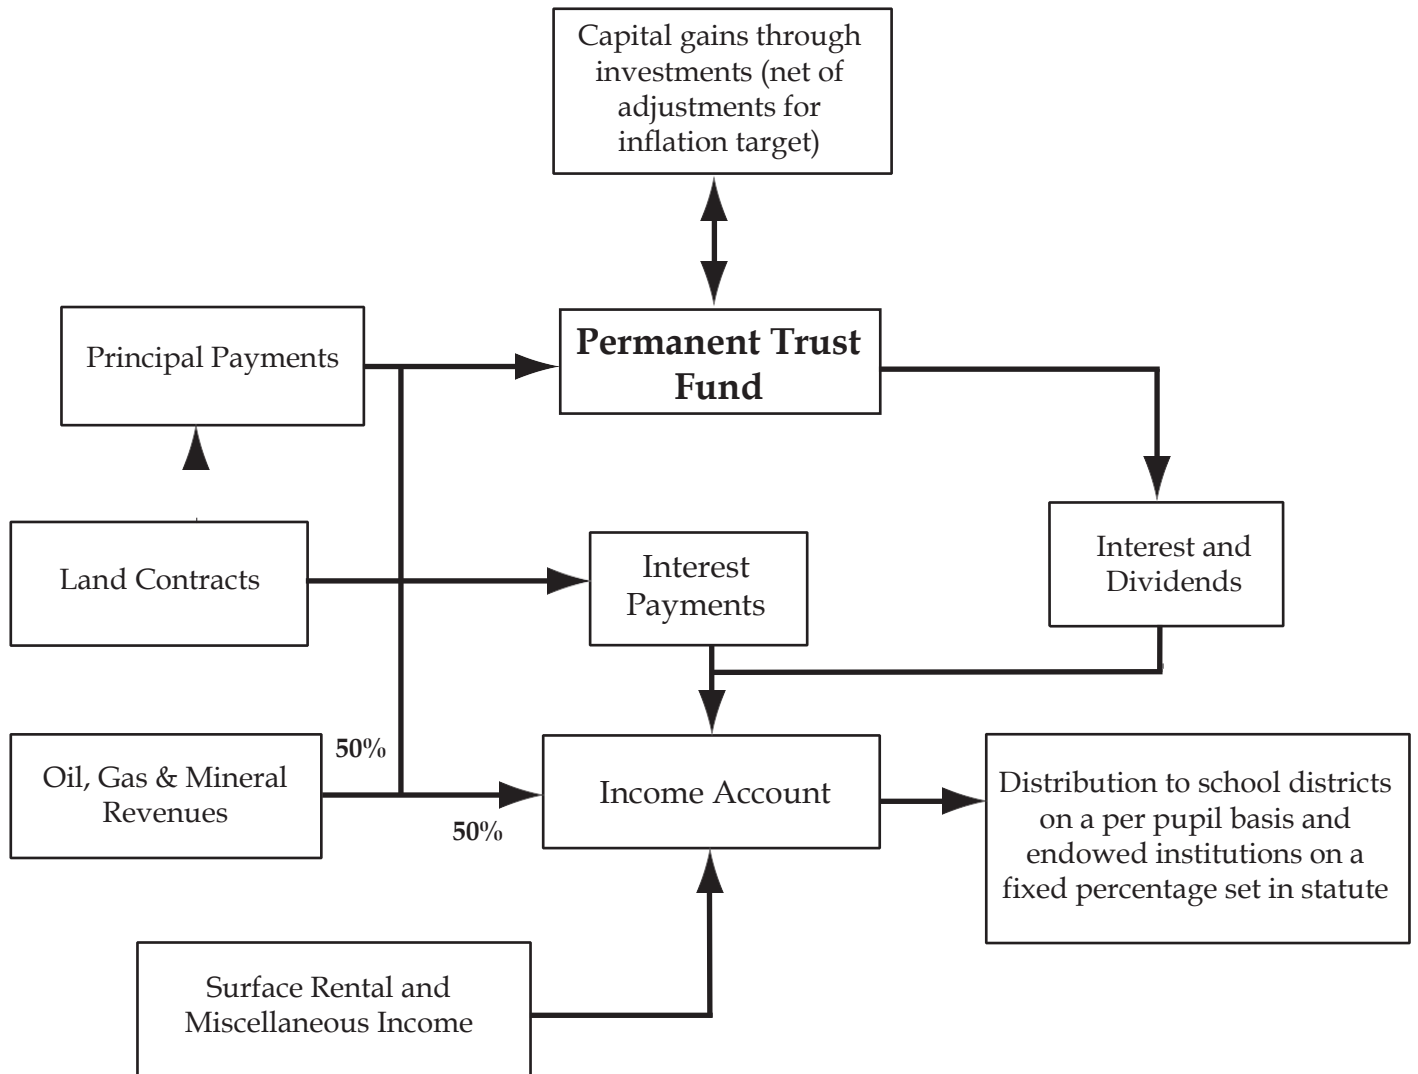 Capital gains through
investments (net of
adjustments for
inflation target)
Principal Payments
Permanent Trust
Fund
Land Contracts
Interest
Payments
Interest and
Dividends
Oil, Gas & Mineral
Revenues
50%
50%
Income Account
Distribution to school districts
on a per pupil basis and
endowed institutions on a
fixed percentage set in statute
Surface Rental and
Miscellaneous Income